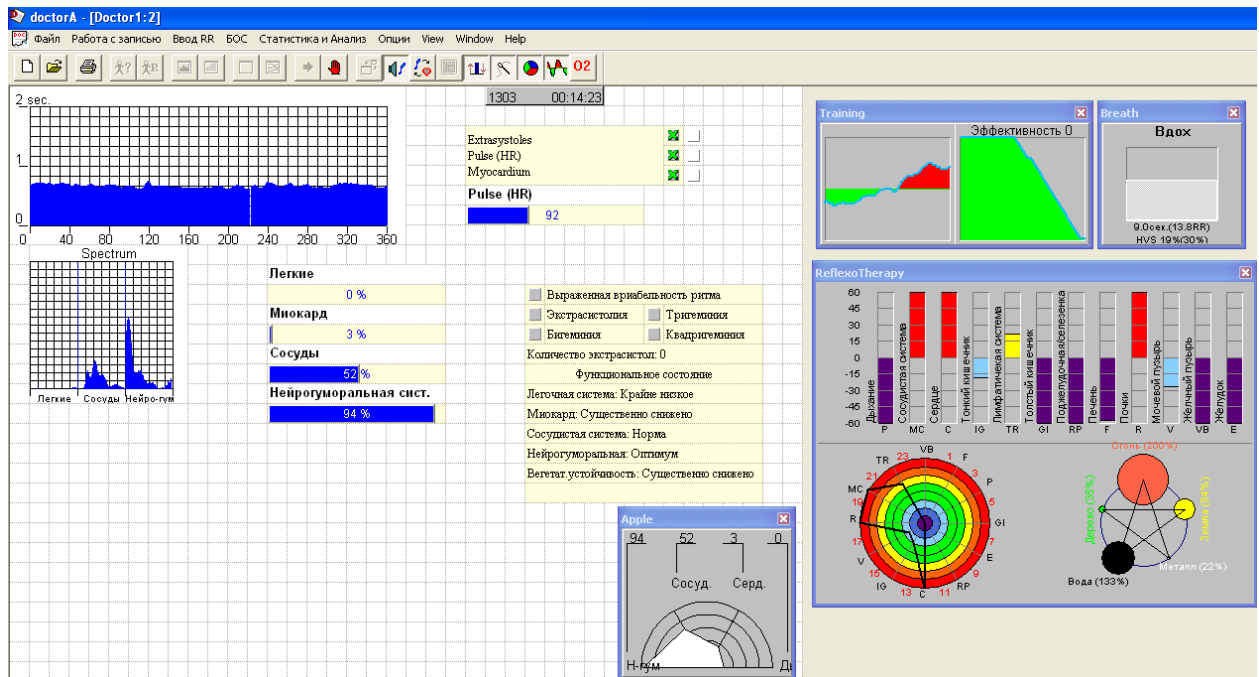 doctorA - [Doctor1:2]
Файл Работа с записью Ввод RR БОС Статистика и Анализ Опции View Window Help
O2
2 sec.
1
0
0 40 80 120 160 200 240 280 320 360
1303 00:14:23
Extrasystoles
Pulse (HR)
Myocardium
Pulse (HR)
92
Spectrum
Легкие Сосуды Нейро-гум
Легкие
0 %
Миокард
3 %
Сосуды
52 %
Нейрогуморальная сист.
94 %
Выраженная вриабельность ритма
Экстрасистолия Тригеминия
Бигеминия Квадригеминия
Количество экстрасистол: 0
Функциональное состояние
Легочная система: Крайне низкое
Миокард: Существенно снижено
Сосудистая система: Норма
Нейрогуморальная: Оптимум
Вегетат.устойчивость: Существенно снижено
Apple
94 52 3 0
Сосуд. Серд.
Н-гум Ды
Training
Эффективность 0
Breath
Вдох
9.0сек.(13.8RR)
HVS 19%(30%)
ReflexoTherapy
60
45
30
15
0
-15
-30
-45
-60
Дыхание
Сосудистая система
Сердце
Тонкий кишечник
Лимфатичекая система
Толстый кишечник
Поджелудочная/селезенка
Печень
Почки
Мочевой пузырь
Желчный пузырь
Желудок
P MC C IG TR GI RP F R V VB E
VB
TR 23 1 F
21 3 P
MC
19 5
R GI
17 7
V E
15 9
IG 13 C 11 RP
Огонь (200%)
Дерево (35%)
Земля (84%)
Металл (22%)
Вода (133%)